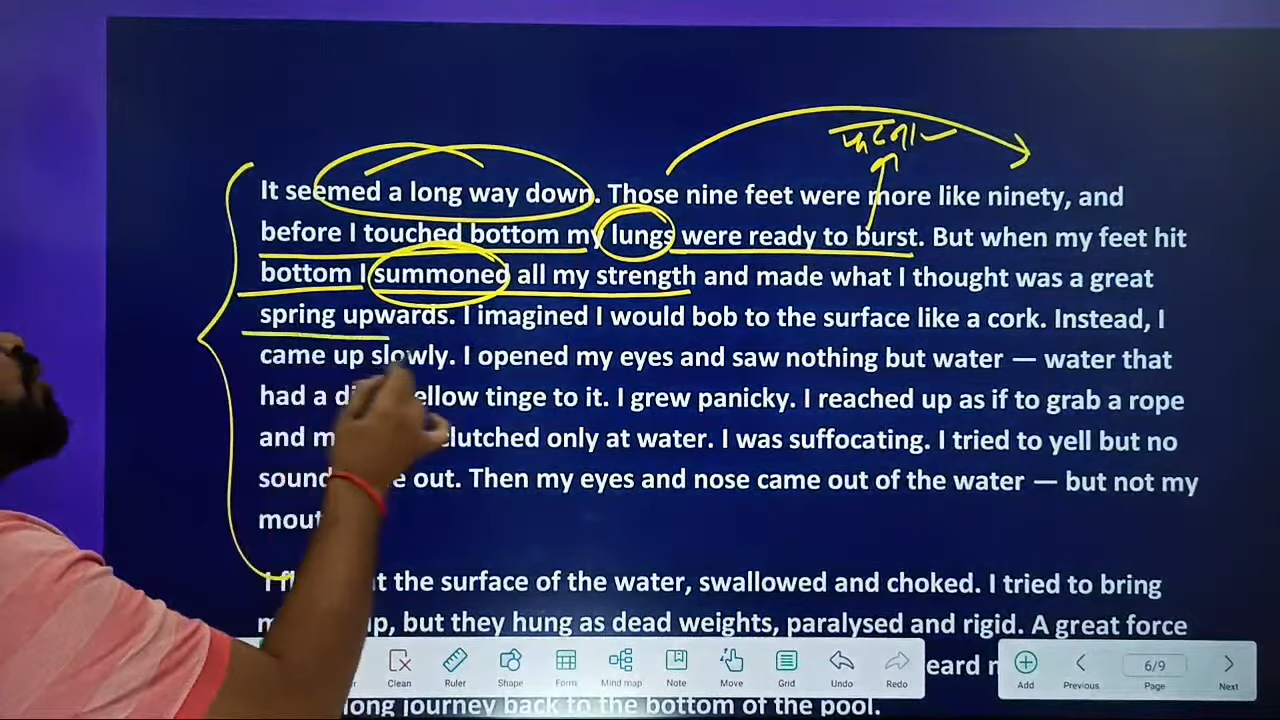 फटना
It seemed a long way down. Those nine feet were more like ninety, and
before I touched bottom my lungs were ready to burst. But when my feet hit
bottom I summoned all my strength and made what I thought was a great
spring upwards. I imagined I would bob to the surface like a cork. Instead, I
came up slowly. I opened my eyes and saw nothing but water — water that
had a di ellow tinge to it. I grew panicky. I reached up as if to grab a rope
and m clutched only at water. I was suffocating. I tried to yell but no
sound e out. Then my eyes and nose came out of the water — but not my
mout
I fl t the surface of the water, swallowed and choked. I tried to bring
m p, but they hung as dead weights, paralysed and rigid. A great force
eard
long journey back to the bottom of the pool.
Clean Ruler Shape Form Mind map Note Move Grid Undo Redo Add Previous 6/9 Page Next